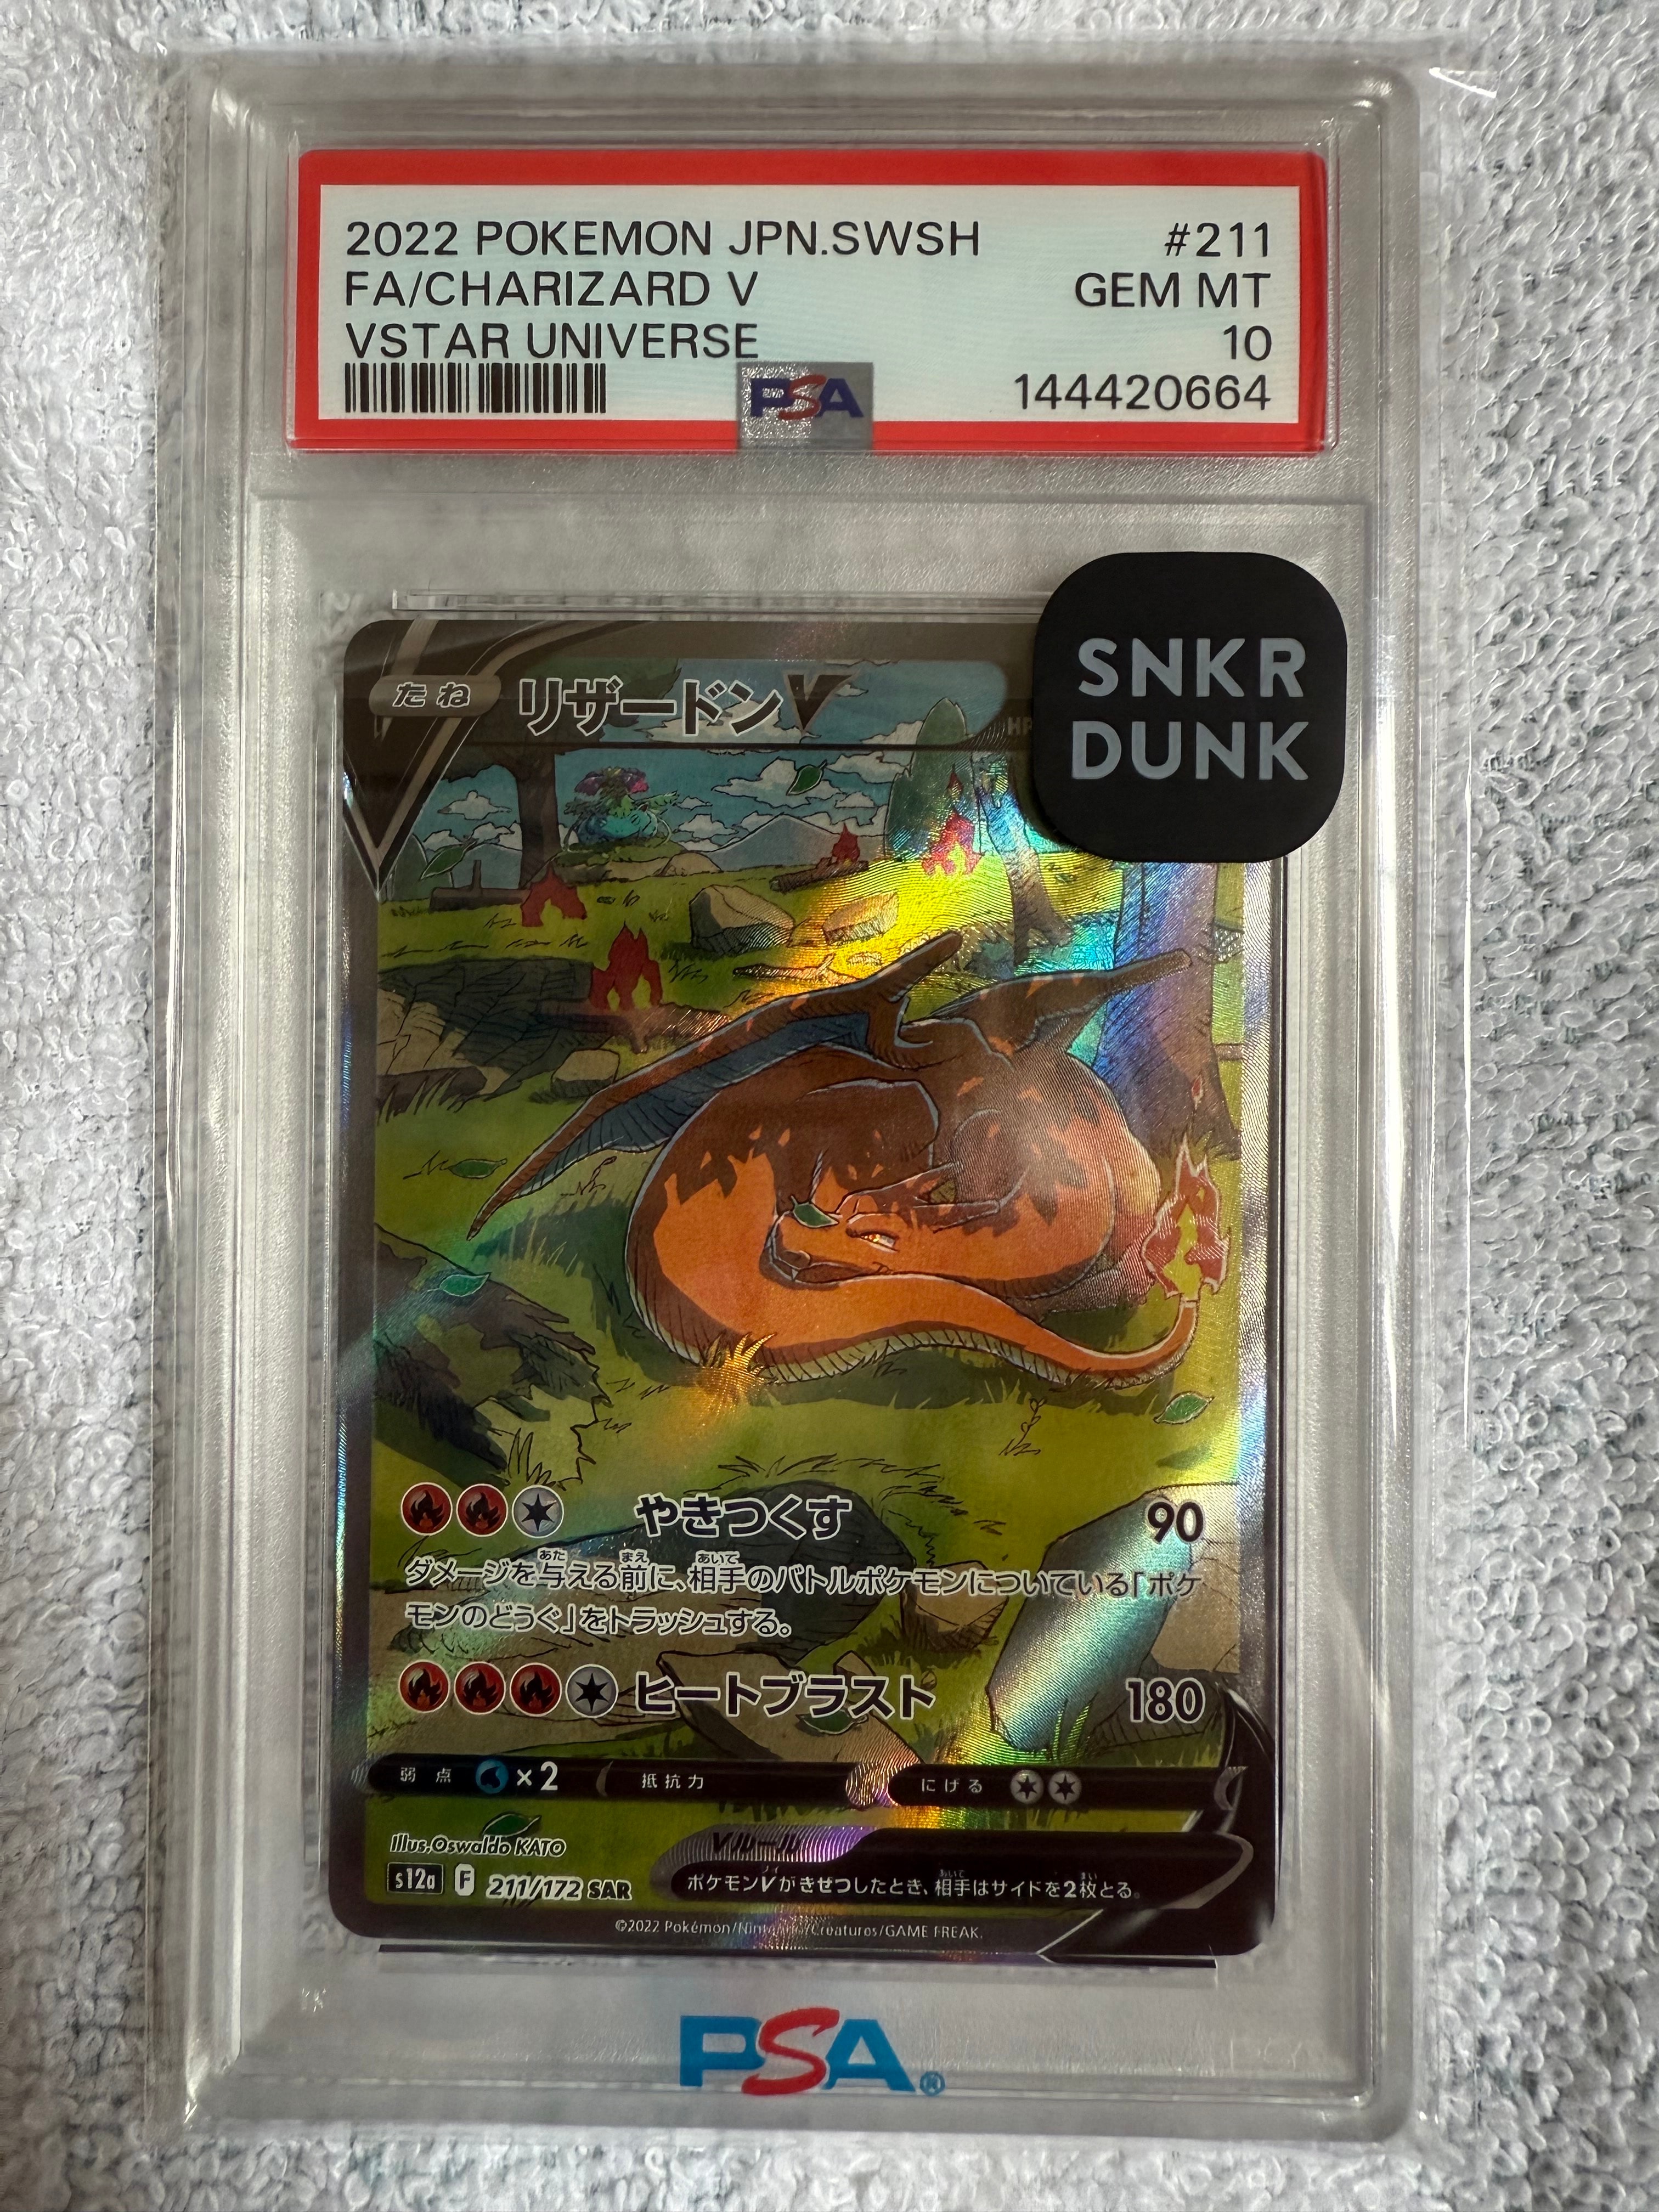 2022 POKEMON JPN.SWSH #211
FA/CHARIZARD V GEM MT
VSTAR UNIVERSE 10
PSA 144420664
SNKR
DUNK
たね リザードンV HP
やきつくす 90
ダメージを与える前に、相手のバトルポケモンについている「ポケ
モンのどうぐ」をトラッシュする。
ヒートブラスト 180
弱点 ×2 抵抗力 にげる
Illus.Oswaldo KATO Vルール
s12a F 211/172 SAR ポケモンVがきぜつしたとき、相手はサイドを2枚とる。
©2022 Pokémon/Nintendo/Creatures/GAME FREAK.
PSA®